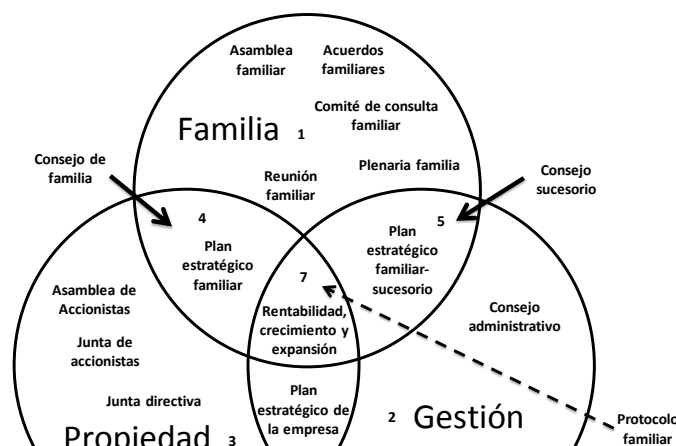 Asamblea
familiar
Acuerdos
familiares
Comité de consulta
familiar
Familia 1
Plenaria familia
Reunión
familiar
Consejo de
familia
Consejo
sucesorio
4
Plan
estratégico
familiar
5
Plan
estratégico
familiar-
sucesorio
7
Rentabilidad,
crecimiento y
expansión
Asamblea de
Accionistas
Junta de
accionistas
Junta directiva
Propiedad 3
Consejo
administrativo
Plan
estratégico de
la empresa
2 Gestión
Protocolo
familiar